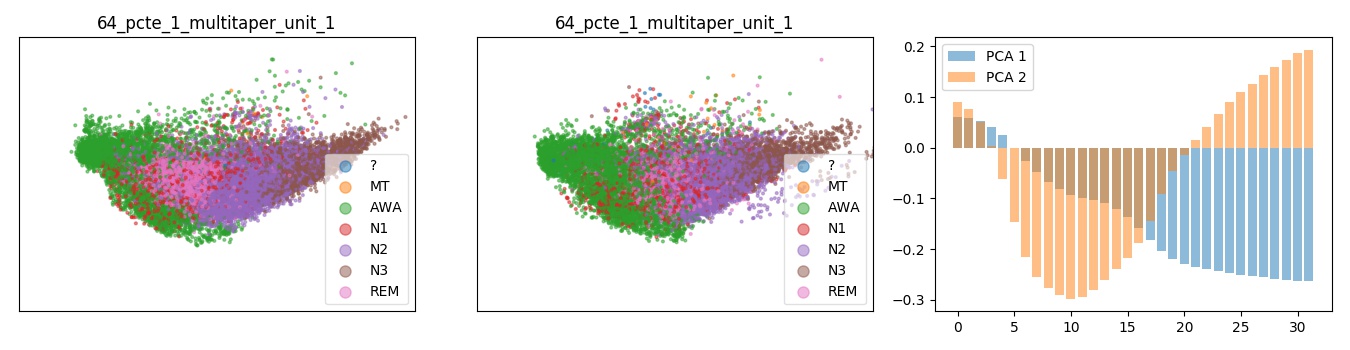 64_pcte_1_multitaper_unit_1
?
MT
AWA
N1
N2
N3
REM
64_pcte_1_multitaper_unit_1
?
MT
AWA
N1
N2
N3
REM
PCA 1
PCA 2
0.2
0.1
0.0
−0.1
−0.2
−0.3
0 5 10 15 20 25 30